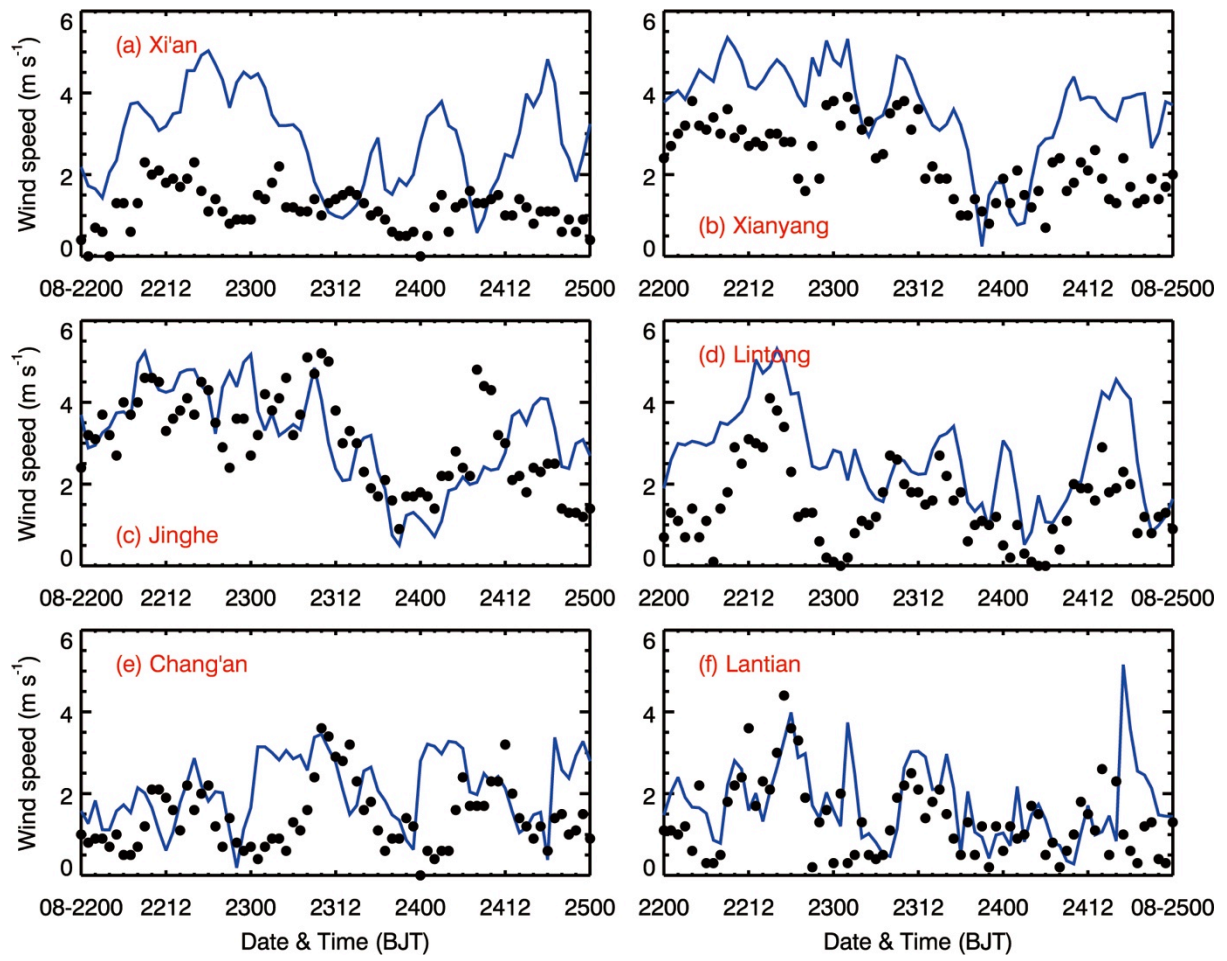 6
6
Wind speed (m s⁻¹)
(a) Xi'an
4
4
2
2
(b) Xianyang
0
0
08-2200 2212 2300 2312 2400 2412 2500
2200 2212 2300 2312 2400 2412 08-2500
6
6
Wind speed (m s⁻¹)
(d) Lintong
4
4
2
2
(c) Jinghe
0
0
08-2200 2212 2300 2312 2400 2412 2500
2200 2212 2300 2312 2400 2412 08-2500
6
6
Wind speed (m s⁻¹)
(e) Chang'an
(f) Lantian
4
4
2
2
0
0
08-2200 2212 2300 2312 2400 2412 2500
2200 2212 2300 2312 2400 2412 08-2500
Date & Time (BJT)
Date & Time (BJT)